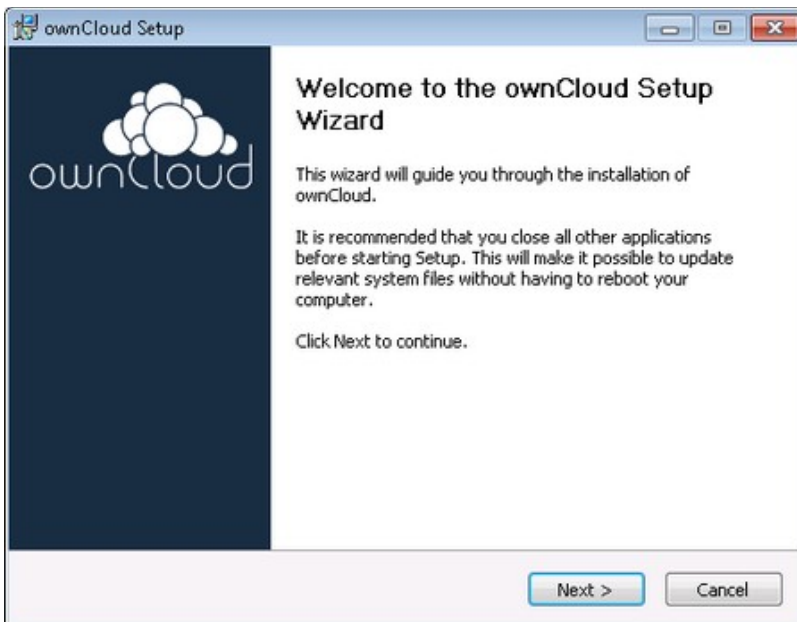 ownCloud Setup
ownCloud
Welcome to the ownCloud Setup
Wizard
This wizard will guide you through the installation of
ownCloud.
It is recommended that you close all other applications
before starting Setup. This will make it possible to update
relevant system files without having to reboot your
computer.
Click Next to continue.
Next >
Cancel